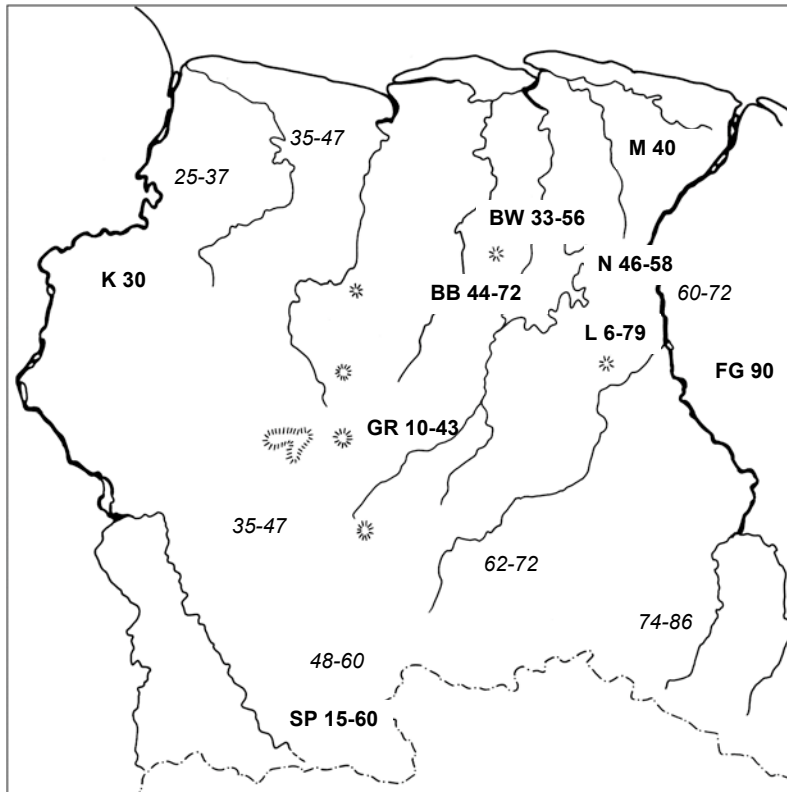 35-47
M 40
25-37
BW 33-56
N 46-58
K 30
BB 44-72
60-72
L 6-79
FG 90
GR 10-43
35-47
62-72
74-86
48-60
SP 15-60